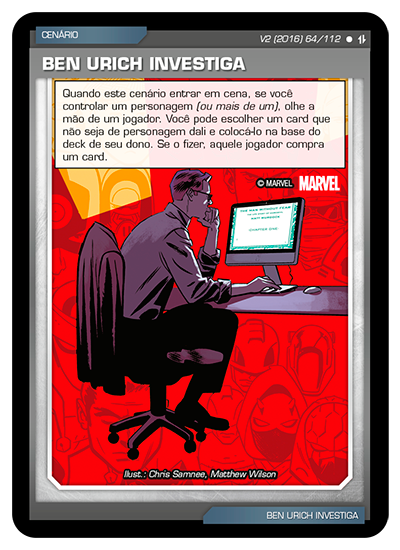 CENÁRIO
V2 (2016) 64/112
BEN URICH INVESTIGA
Quando este cenário entrar em cena, se você
controlar um personagem (ou mais de um), olhe a
mão de um jogador. Você pode escolher um card que
não seja de personagem dali e colocá-lo na base do
deck de seu dono. Se o fizer, aquele jogador compra
um card.
© MARVEL MARVEL
THE MAN WITHOUT FEAR
MATT MURDOCK
CHAPTER ONE
Ilust.: Chris Samnee, Matthew Wilson
BEN URICH INVESTIGA